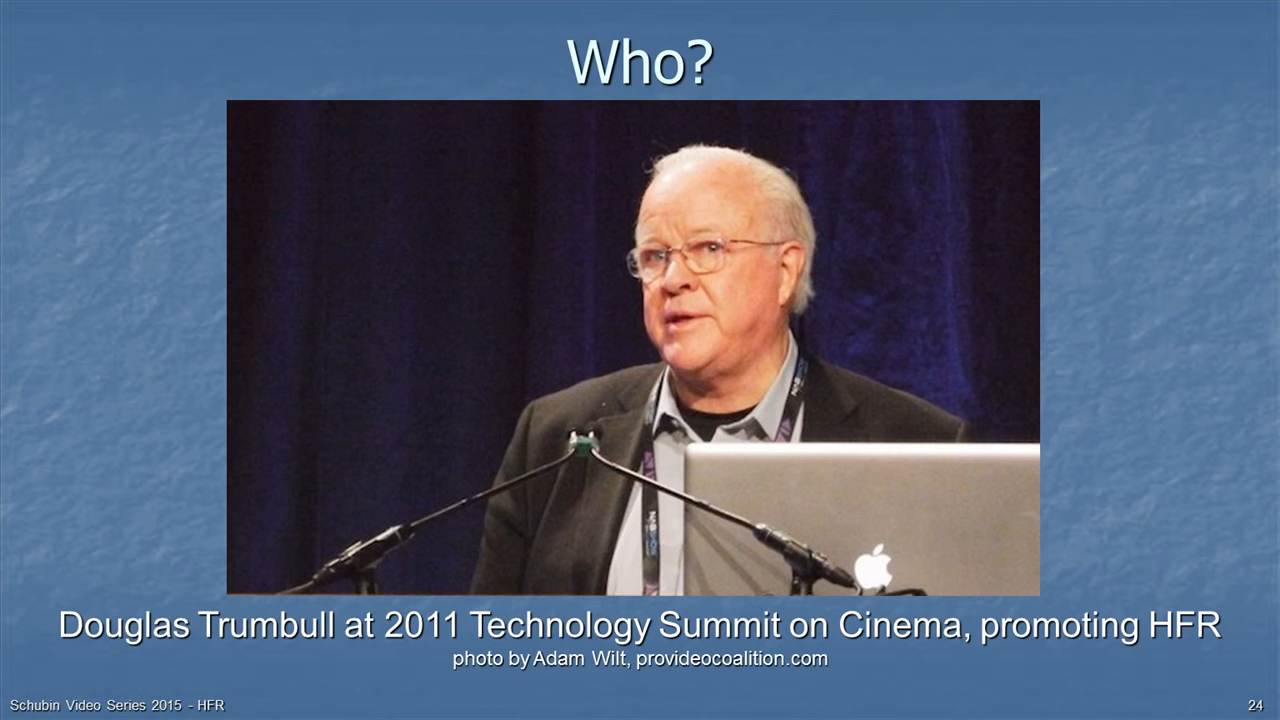 Who?
NABSHOW
Douglas Trumbull at 2011 Technology Summit on Cinema, promoting HFR
photo by Adam Wilt, provideocoalition.com
Schubin Video Series 2015 - HFR
24